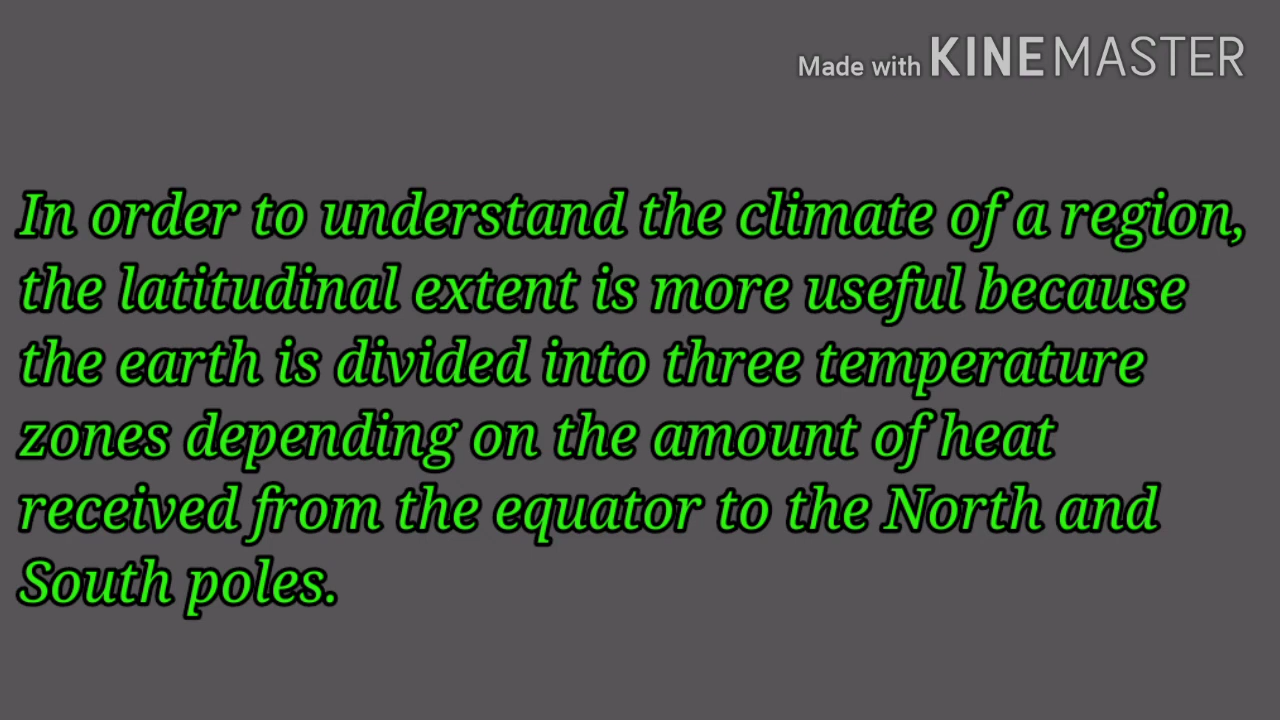 Made with KINEMASTER
In order to understand the climate of a region,
the latitudinal extent is more useful because
the earth is divided into three temperature
zones depending on the amount of heat
received from the equator to the North and
South poles.